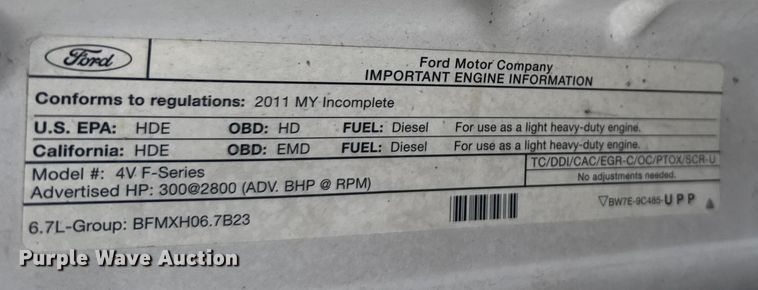 Ford
Ford Motor Company
IMPORTANT ENGINE INFORMATION
Conforms to regulations: 2011 MY Incomplete
U.S. EPA: HDE OBD: HD FUEL: Diesel For use as a light heavy-duty engine.
California: HDE OBD: EMD FUEL: Diesel For use as a light heavy-duty engine.
Model #: 4V F-Series
TC/DDI/CAC/EGR-C/OC/PTOX/SCR-U
Advertised HP: 300@2800 (ADV. BHP @ RPM)
No adjustments needed.
6.7L-Group: BFMXH06.7B23
BW7E-9C485-UPP
Purple Wave Auction